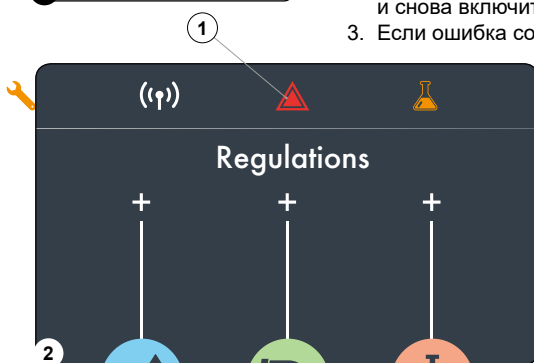 и снова включит
1
3. Если ошибка со
Regulations
+ + +
2